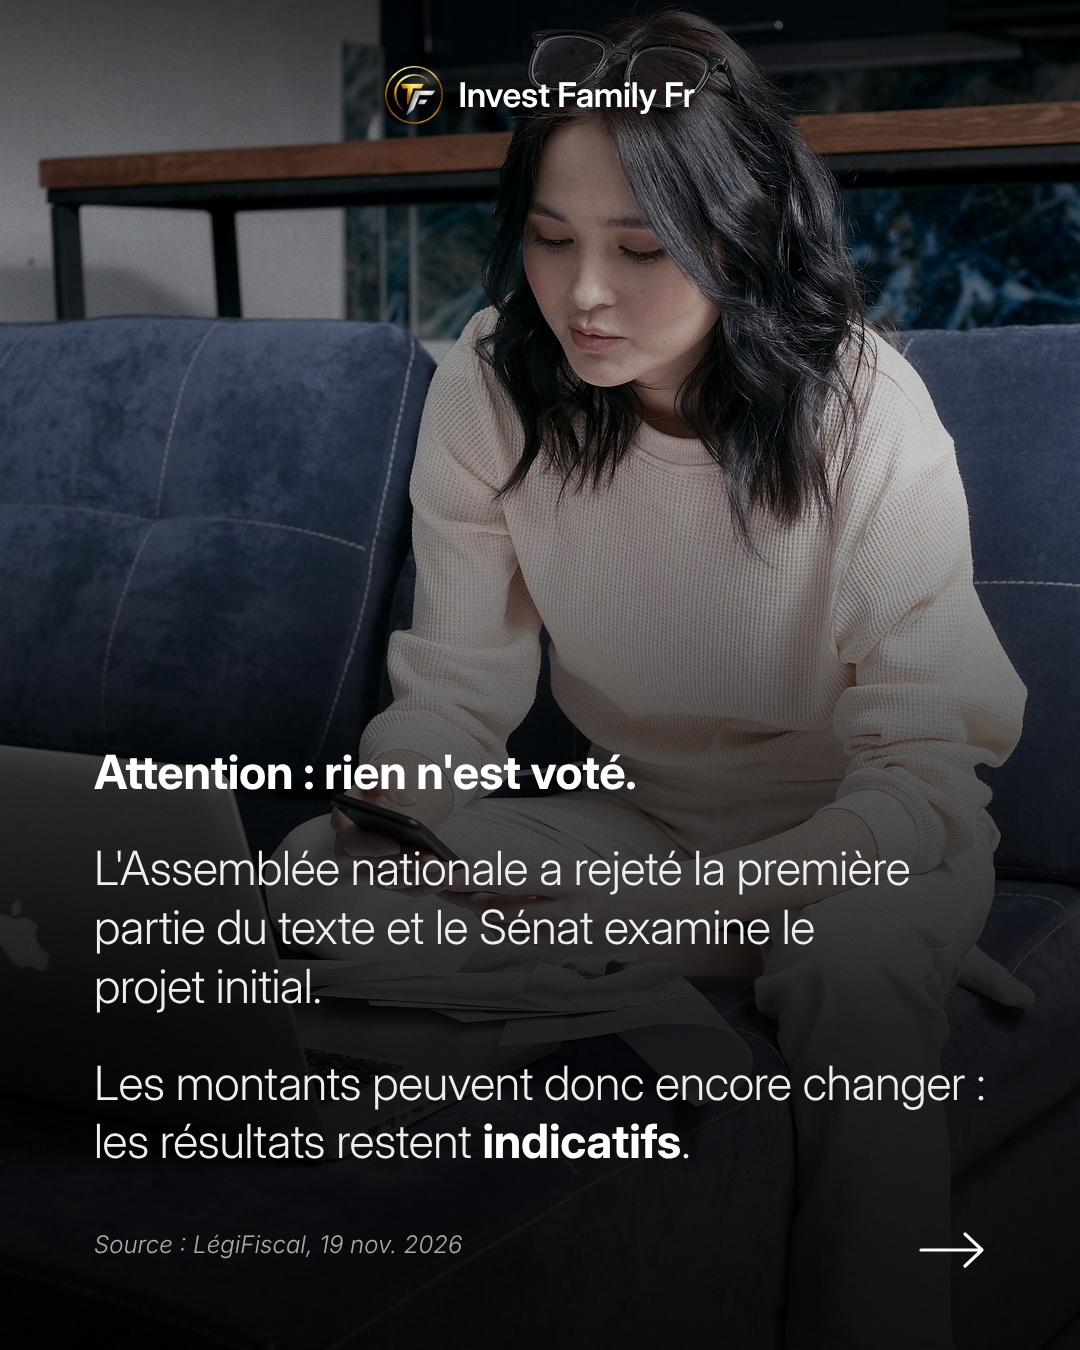 Invest Family Fr
Attention : rien n'est voté.
L'Assemblée nationale a rejeté la première
partie du texte et le Sénat examine le
projet initial.
Les montants peuvent donc encore changer :
les résultats restent indicatifs.
Source : LégiFiscal, 19 nov. 2026